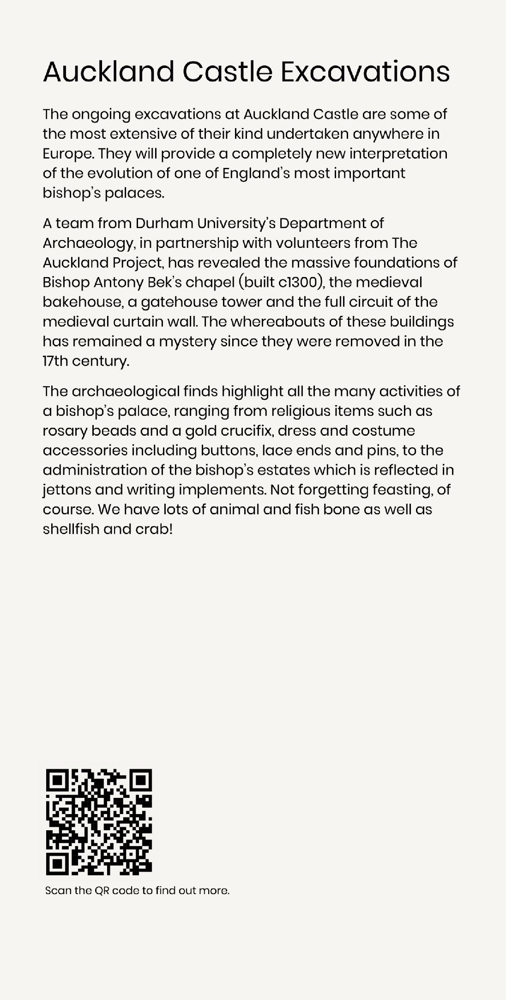 Auckland Castle Excavations
The ongoing excavations at Auckland Castle are some of
the most extensive of their kind undertaken anywhere in
Europe. They will provide a completely new interpretation
of the evolution of one of England’s most important
bishop’s palaces.
A team from Durham University’s Department of
Archaeology, in partnership with volunteers from The
Auckland Project, has revealed the massive foundations of
Bishop Antony Bek’s chapel (built c1300), the medieval
bakehouse, a gatehouse tower and the full circuit of the
medieval curtain wall. The whereabouts of these buildings
has remained a mystery since they were removed in the
17th century.
The archaeological finds highlight all the many activities of
a bishop’s palace, ranging from religious items such as
rosary beads and a gold crucifix, dress and costume
accessories including buttons, lace ends and pins, to the
administration of the bishop’s estates which is reflected in
jettons and writing implements. Not forgetting feasting, of
course. We have lots of animal and fish bone as well as
shellfish and crab!
Scan the QR code to find out more.